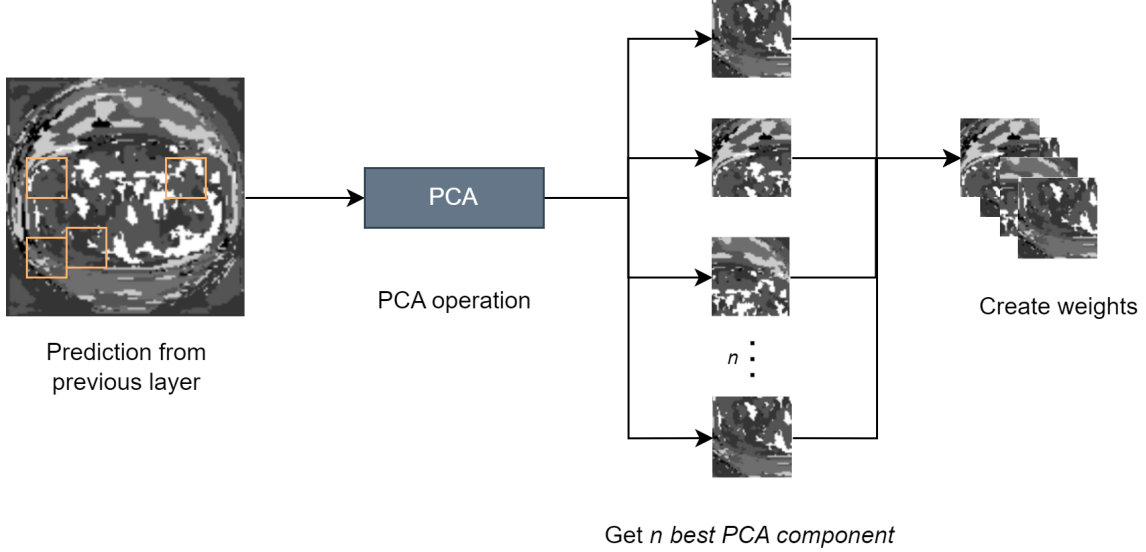 PCA
PCA operation
Prediction from
previous layer
n
Get n best PCA component
Create weights